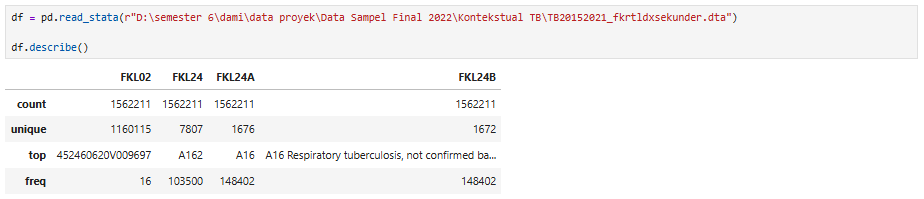 df = pd.read_stata(r"D:\semester 6\dami\data proyek\Data Sampel Final 2022\Kontekstual TB\TB20152021_fkrtldxsekunder.dta")
df.describe()
FKL02 FKL24 FKL24A FKL24B
count 1562211 1562211 1562211 1562211
unique 1160115 7807 1676 1672
top 452460620V009697 A162 A16 A16 Respiratory tuberculosis, not confirmed ba...
freq 16 103500 148402 148402